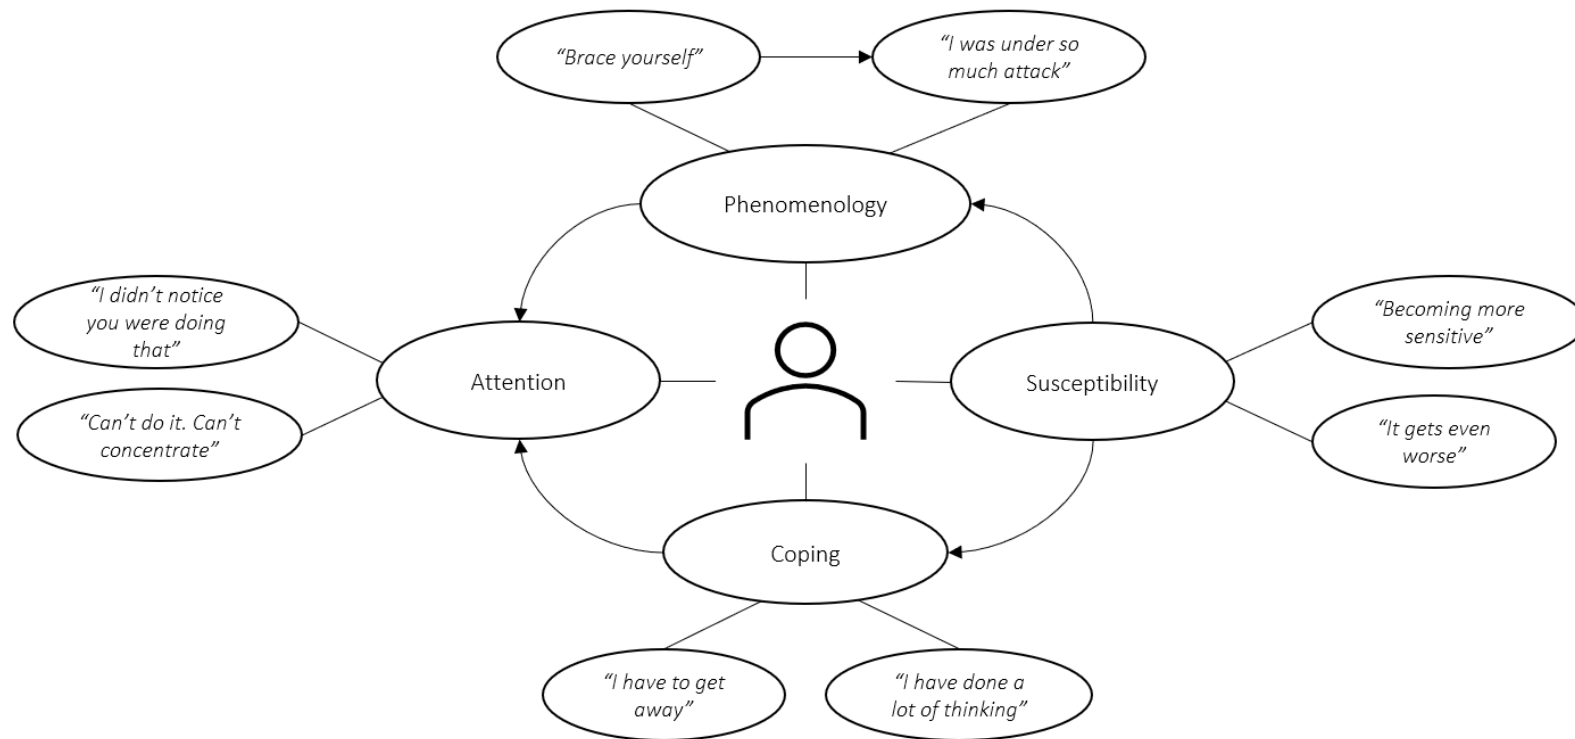 “Brace yourself”
“I was under so
much attack”
Phenomenology
“I didn’t notice
you were doing
that”
“Can’t do it. Can’t
concentrate”
Attention
Susceptibility
“Becoming more
sensitive”
“It gets even
worse”
Coping
“I have to get
away”
“I have done a
lot of thinking”